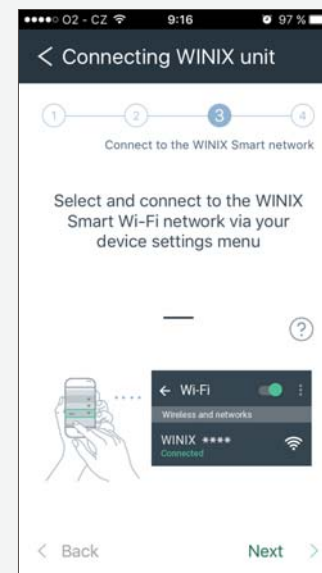 O2 - CZ 9:16 97 %
< Connecting WINIX unit
1 2 3 4
Connect to the WINIX Smart network
Select and connect to the WINIX
Smart Wi-Fi network via your
device settings menu
?
← Wi-Fi
Wireless and networks
WINIX ****
Connected
< Back Next >